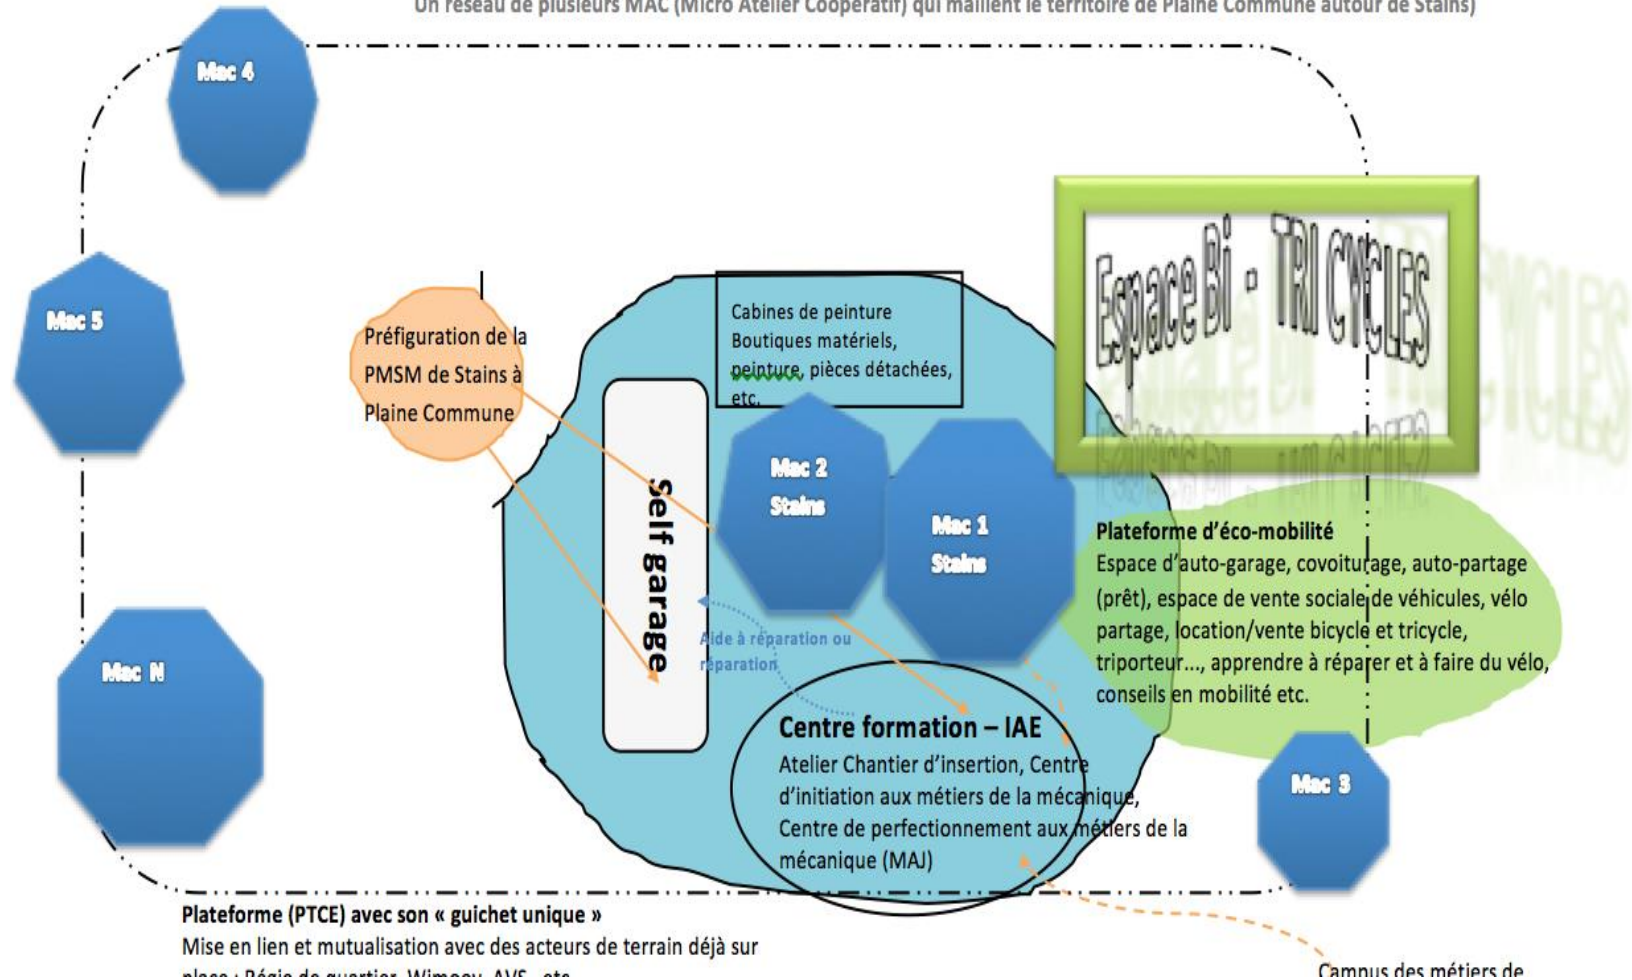 Un réseau de plusieurs MAC (Micro Atelier Coopératif) qui maillent le territoire de Plaine Commune autour de Stains)
Mac 4
Mac 5
Mac N
Préfiguration de la
PMSM de Stains à
Plaine Commune
Cabines de peinture
Boutiques matériels,
peinture, pièces détachées,
etc.
Self garage
Mac 2
Stains
Mac 1
Stains
Aide à réparation ou
réparation
Espace Bi - TRI CYCLES
Plateforme d'éco-mobilité
Espace d'auto-garage, covoiturage, auto-partage
(prêt), espace de vente sociale de véhicules, vélo
partage, location/vente bicycle et tricycle,
triporteur..., apprendre à réparer et à faire du vélo,
conseils en mobilité etc.
Mac 3
Centre formation – IAE
Atelier Chantier d'insertion, Centre
d'initiation aux métiers de la mécanique,
Centre de perfectionnement aux métiers de la
mécanique (MAJ)
Plateforme (PTCE) avec son « guichet unique »
Mise en lien et mutualisation avec des acteurs de terrain déjà sur
place : Régie de quartier, Wimoov, AVS, etc.
Campus des métiers de